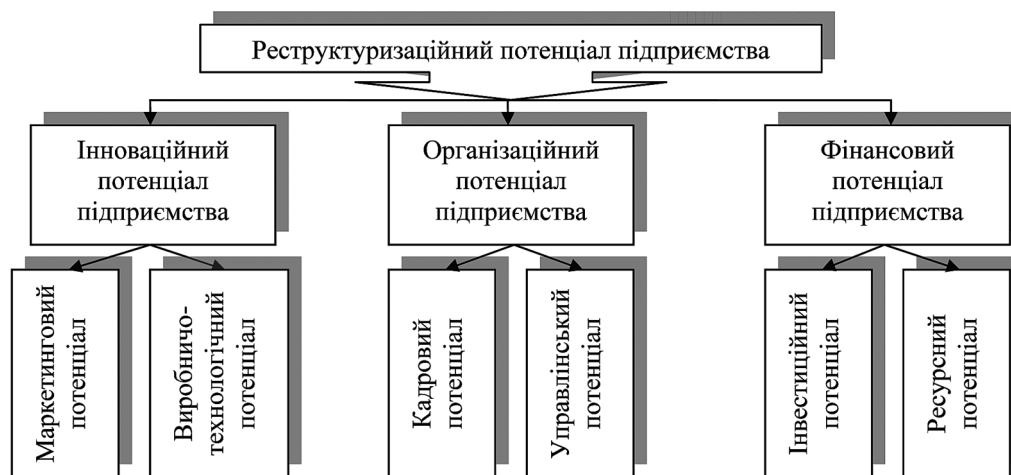 Реструктуризаційний потенціал підприємства
Інноваційний
потенціал
підприємства
Організаційний
потенціал
підприємства
Фінансовий
потенціал
підприємства
Маркетинговий
потенціал
Виробничо-
технологічний
потенціал
Кадровий
потенціал
Управлінський
потенціал
Інвестиційний
потенціал
Ресурсний
потенціал